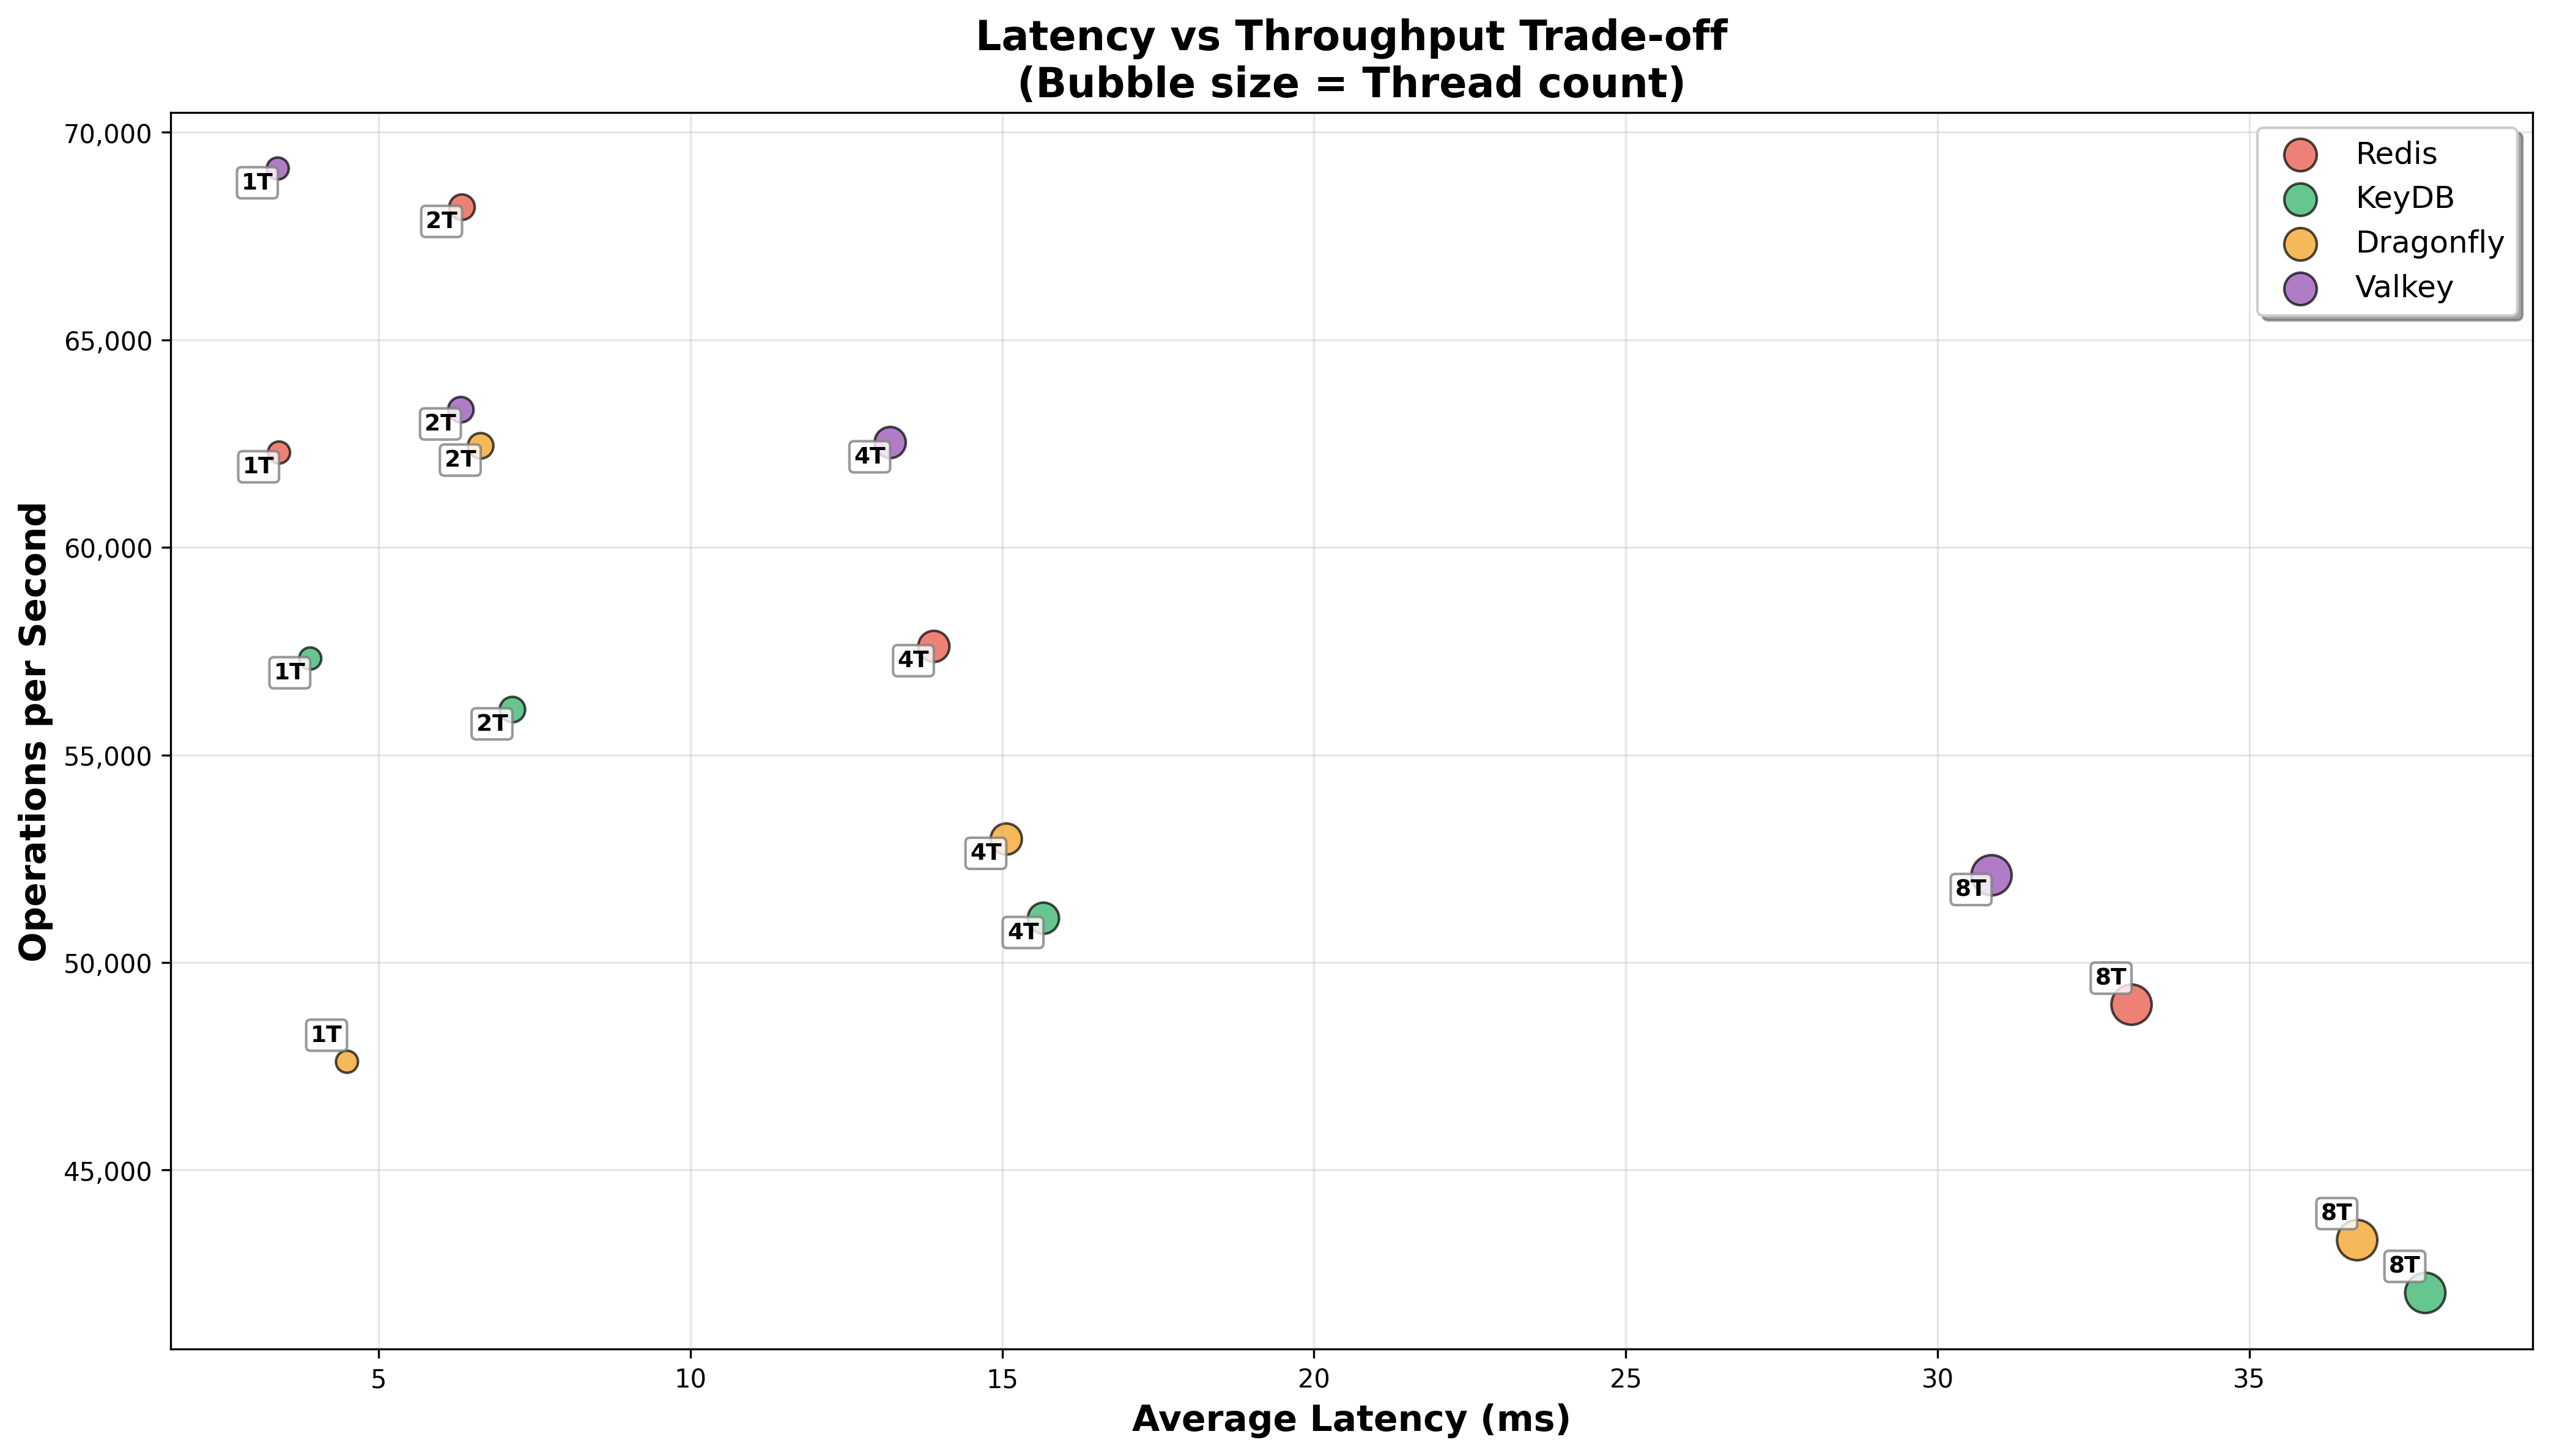 Latency vs Throughput Trade-off
(Bubble size = Thread count)
Operations per Second
70,000
65,000
60,000
55,000
50,000
45,000
Redis
KeyDB
Dragonfly
Valkey
1T
2T
2T
1T
2T
4T
1T
4T
2T
4T
8T
4T
8T
1T
8T
8T
5
10
15
20
25
30
35
Average Latency (ms)